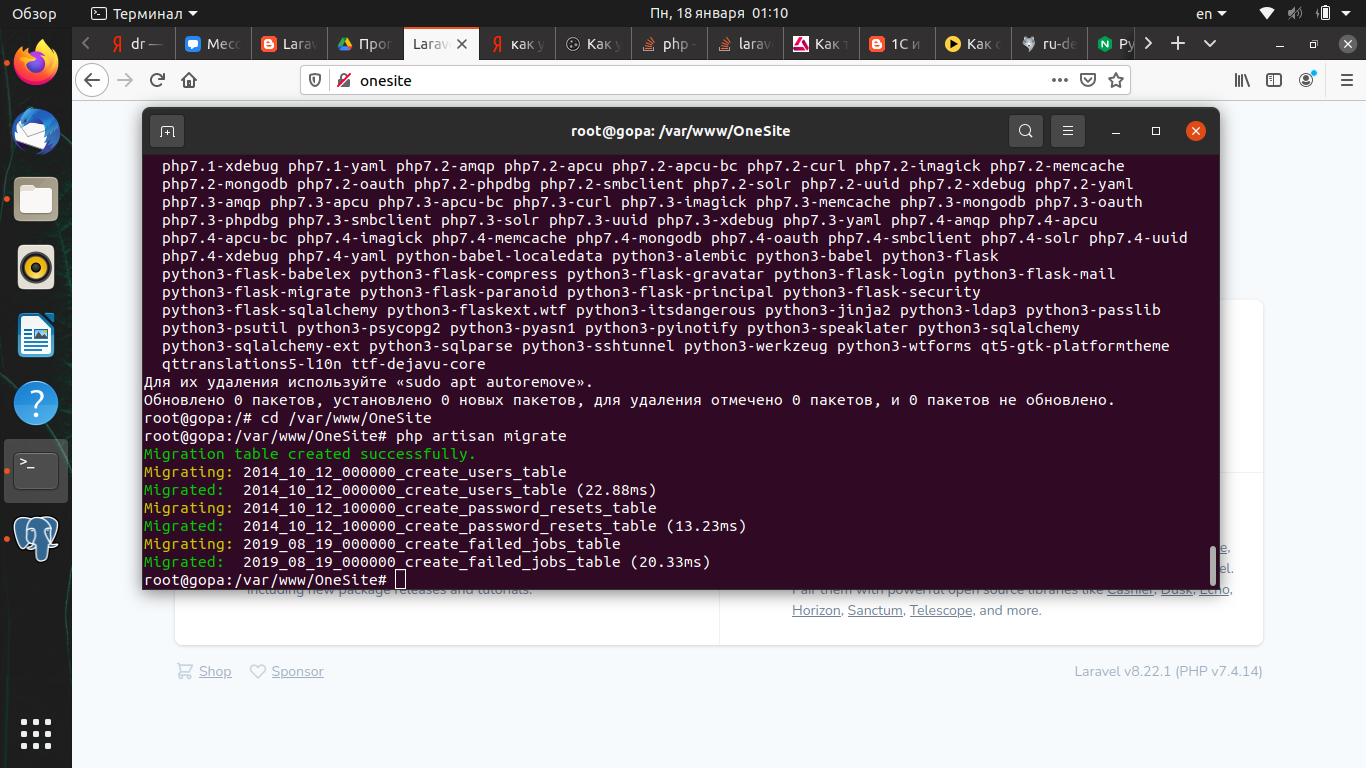 Обзор
Терминал
Пн, 18 января 01:10
en
dr —
Мессе
Larav
Прог
Larave
как у
Как у
php -
larave
Как т
1С и
Как с
ru-de
onesite
root@gopa: /var/www/OneSite
php7.1-xdebug php7.1-yaml php7.2-amqp php7.2-apcu php7.2-apcu-bc php7.2-curl php7.2-imagick php7.2-memcache
php7.2-mongodb php7.2-oauth php7.2-phpdbg php7.2-smbclient php7.2-solr php7.2-uuid php7.2-xdebug php7.2-yaml
php7.3-amqp php7.3-apcu php7.3-apcu-bc php7.3-curl php7.3-imagick php7.3-memcache php7.3-mongodb php7.3-oauth
php7.3-phpdbg php7.3-smbclient php7.3-solr php7.3-uuid php7.3-xdebug php7.3-yaml php7.4-amqp php7.4-apcu
php7.4-apcu-bc php7.4-imagick php7.4-memcache php7.4-mongodb php7.4-oauth php7.4-smbclient php7.4-solr php7.4-uuid
php7.4-xdebug php7.4-yaml python-babel-localedata python3-alembic python3-babel python3-flask
python3-flask-babelex python3-flask-compress python3-flask-gravatar python3-flask-login python3-flask-mail
python3-flask-migrate python3-flask-paranoid python3-flask-principal python3-flask-security
python3-flask-sqlalchemy python3-flaskext.wtf python3-itsdangerous python3-jinja2 python3-ldap3 python3-passlib
python3-psutil python3-psycopg2 python3-pyasn1 python3-pyinotify python3-speaklater python3-sqlalchemy
python3-sqlalchemy-ext python3-sqlparse python3-sshtunnel python3-werkzeug python3-wtforms qt5-gtk-platformtheme
qttranslations5-l10n ttf-dejavu-core
Для их удаления используйте «sudo apt autoremove».
Обновлено 0 пакетов, установлено 0 новых пакетов, для удаления отмечено 0 пакетов, и 0 пакетов не обновлено.
root@gopa:/# cd /var/www/OneSite
root@gopa:/var/www/OneSite# php artisan migrate
Migration table created successfully.
Migrating: 2014_10_12_000000_create_users_table
Migrated:  2014_10_12_000000_create_users_table (22.88ms)
Migrating: 2014_10_12_100000_create_password_resets_table
Migrated:  2014_10_12_100000_create_password_resets_table (13.23ms)
Migrating: 2019_08_19_000000_create_failed_jobs_table
Migrated:  2019_08_19_000000_create_failed_jobs_table (20.33ms)
root@gopa:/var/www/OneSite#
including new package releases and tutorials.
Pair them with powerful open source libraries like Cashier, Dusk, Echo,
Horizon, Sanctum, Telescope, and more.
Shop
Sponsor
Laravel v8.22.1 (PHP v7.4.14)